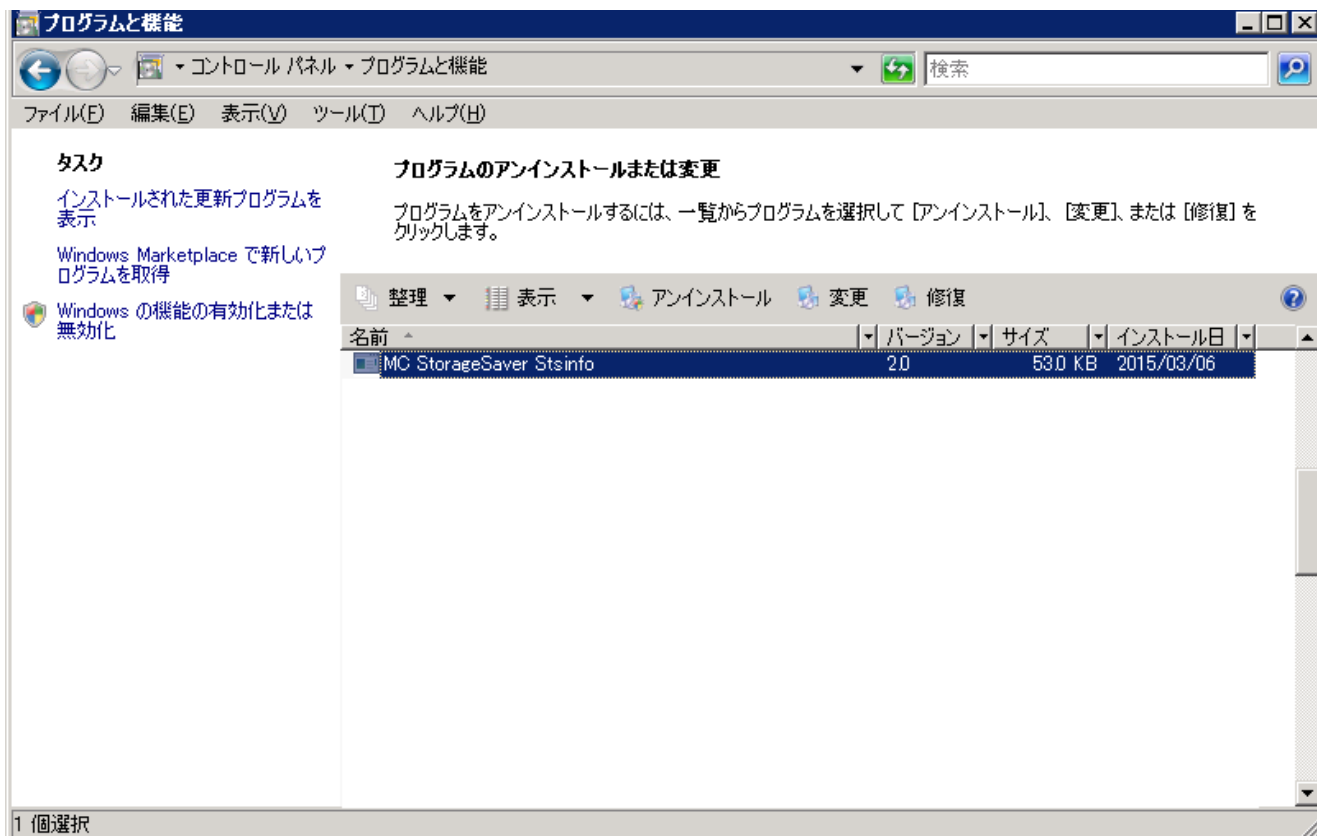 プログラムと機能
コントロール パネル ▾ プログラムと機能
検索
ファイル(F) 編集(E) 表示(V) ツール(T) ヘルプ(H)
タスク
インストールされた更新プログラムを
表示
Windows Marketplace で新しいプ
ログラムを取得
Windows の機能の有効化または
無効化
プログラムのアンインストールまたは変更
プログラムをアンインストールするには、一覧からプログラムを選択して [アンインストール]、[変更]、または [修復] を
クリックします。
整理 表示 アンインストール 変更 修復
名前 バージョン サイズ インストール日
MC StorageSaver Stsinfo 2.0 53.0 KB 2015/03/06
1 個選択